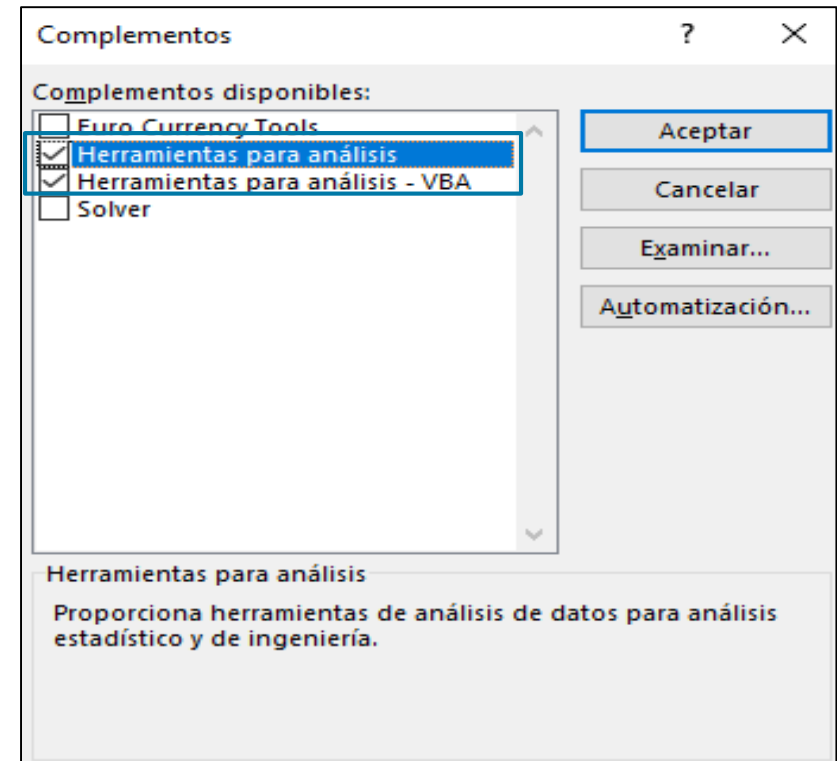 Complementos ? ×
Complementos disponibles:
Euro Currency Tools
Herramientas para análisis
Herramientas para análisis - VBA
Solver
Aceptar
Cancelar
Examinar...
Automatización...
Herramientas para análisis
Proporciona herramientas de análisis de datos para análisis
estadístico y de ingeniería.